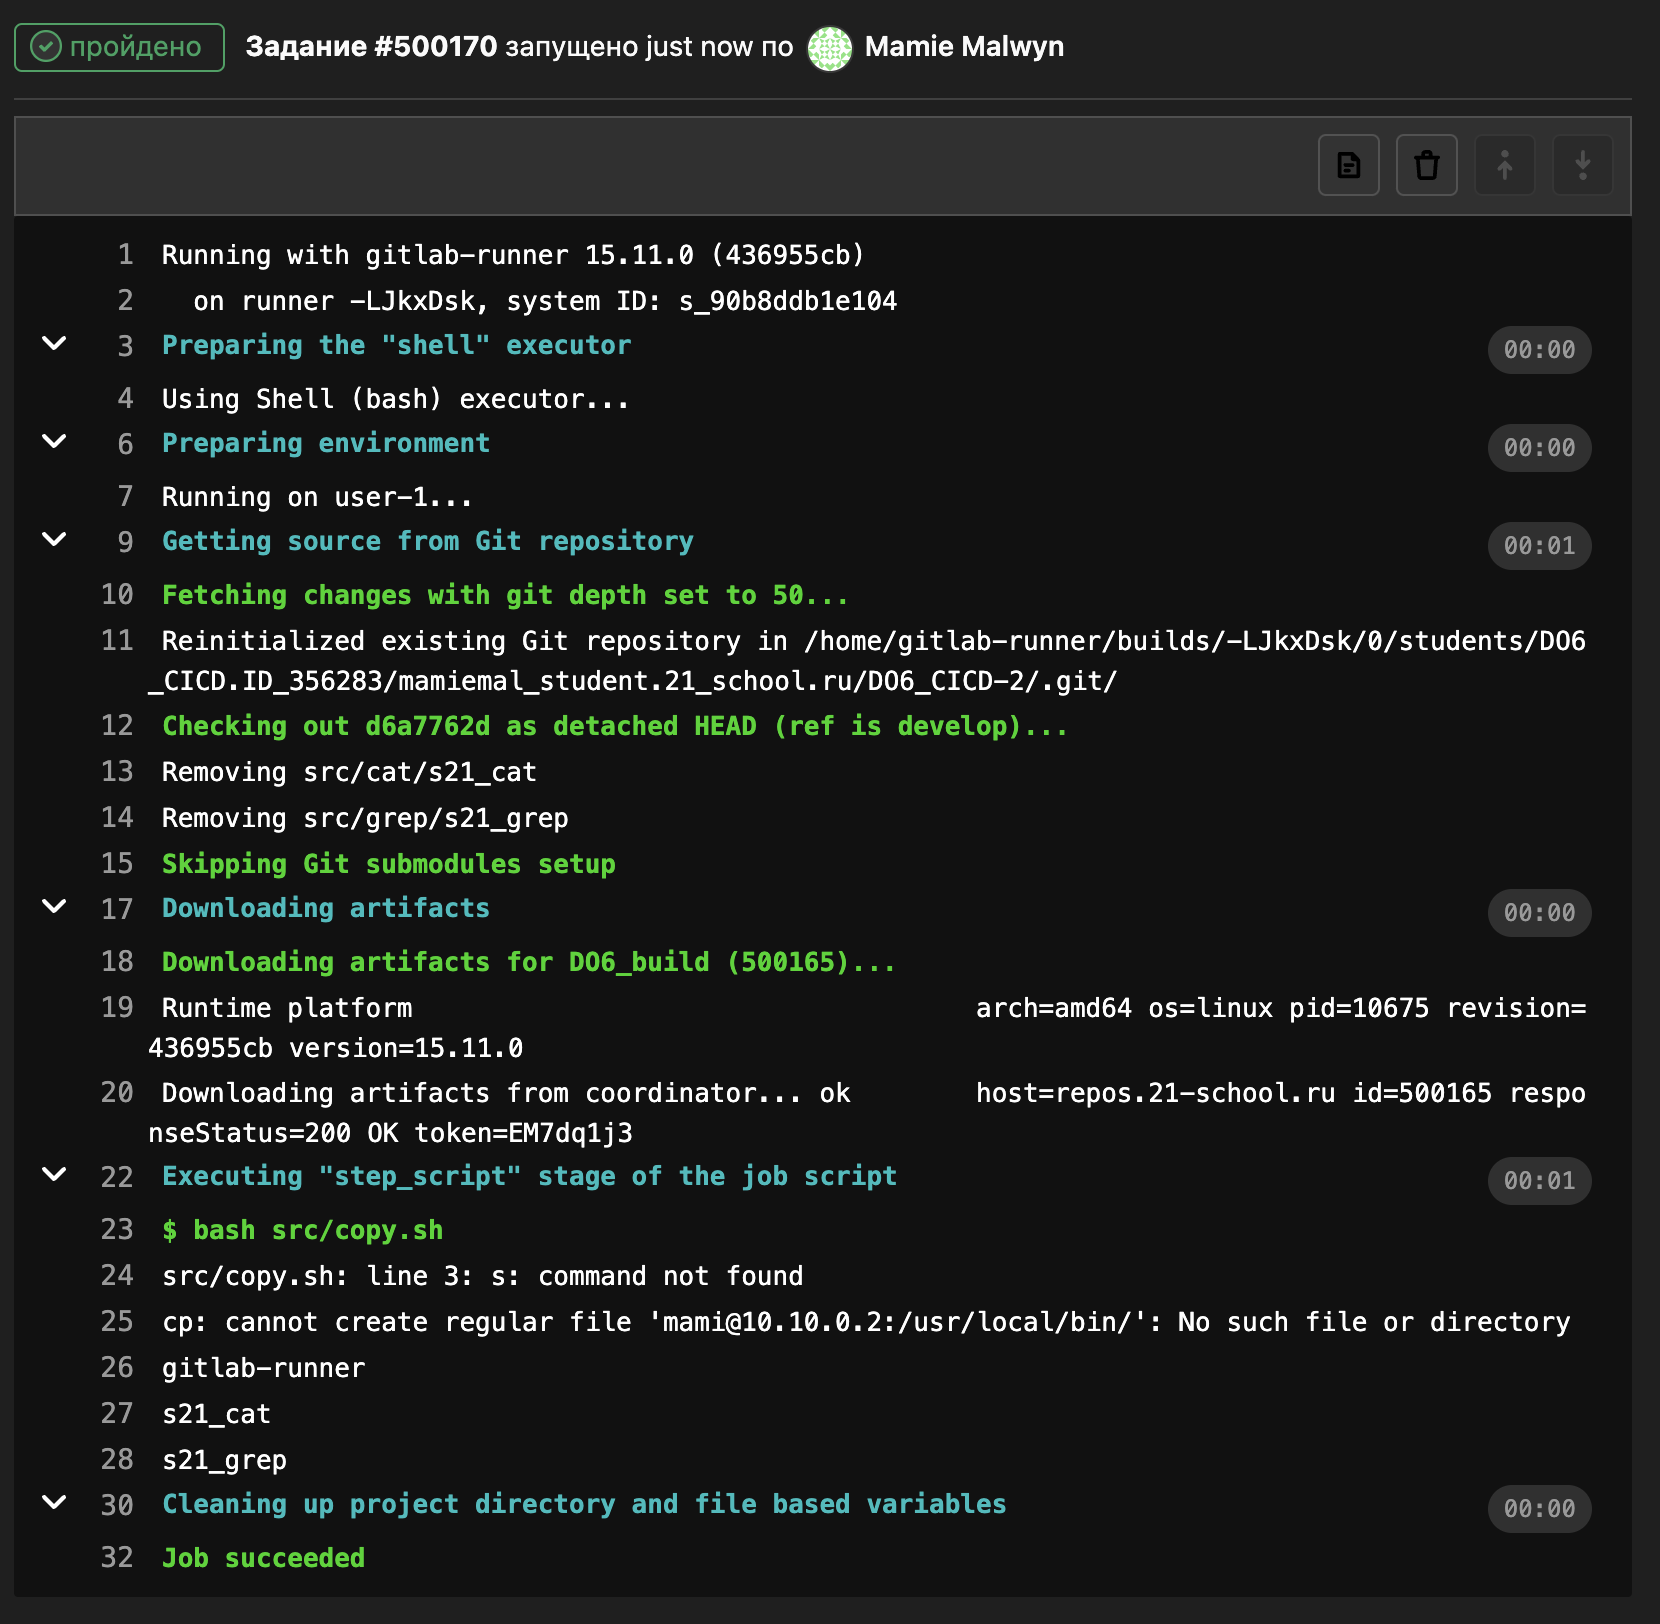 пройдено Задание #500170 запущено just now по Mamie Malwyn
1 Running with gitlab-runner 15.11.0 (436955cb)
2 on runner -LJkxDsk, system ID: s_90b8ddb1e104
3 Preparing the "shell" executor 00:00
4 Using Shell (bash) executor...
6 Preparing environment 00:00
7 Running on user-1...
9 Getting source from Git repository 00:01
10 Fetching changes with git depth set to 50...
11 Reinitialized existing Git repository in /home/gitlab-runner/builds/-LJkxDsk/0/students/DO6
_CICD.ID_356283/mamiemal_student.21_school.ru/DO6_CICD-2/.git/
12 Checking out d6a7762d as detached HEAD (ref is develop)...
13 Removing src/cat/s21_cat
14 Removing src/grep/s21_grep
15 Skipping Git submodules setup
17 Downloading artifacts 00:00
18 Downloading artifacts for DO6_build (500165)...
19 Runtime platform arch=amd64 os=linux pid=10675 revision=
436955cb version=15.11.0
20 Downloading artifacts from coordinator... ok host=repos.21-school.ru id=500165 respo
nseStatus=200 OK token=EM7dq1j3
22 Executing "step_script" stage of the job script 00:01
23 $ bash src/copy.sh
24 src/copy.sh: line 3: s: command not found
25 cp: cannot create regular file 'mami@10.10.0.2:/usr/local/bin/': No such file or directory
26 gitlab-runner
27 s21_cat
28 s21_grep
30 Cleaning up project directory and file based variables 00:00
32 Job succeeded